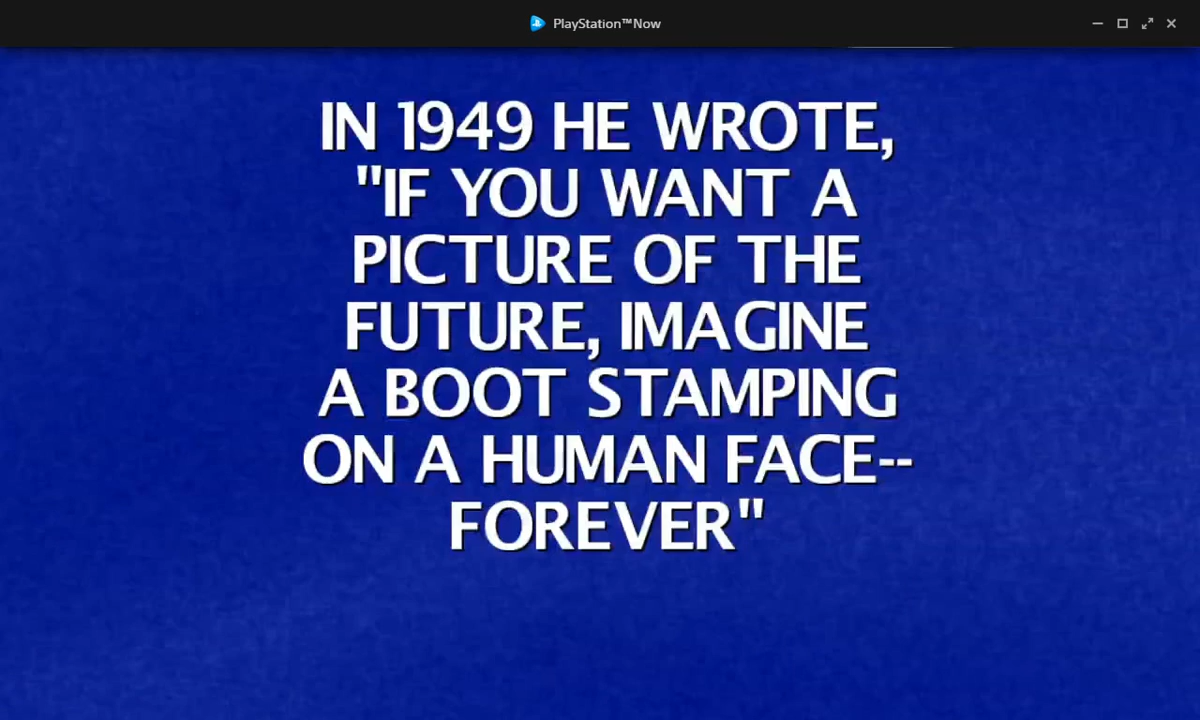 PlayStation™Now
IN 1949 HE WROTE,
"IF YOU WANT A
PICTURE OF THE
FUTURE, IMAGINE
A BOOT STAMPING
ON A HUMAN FACE--
FOREVER"